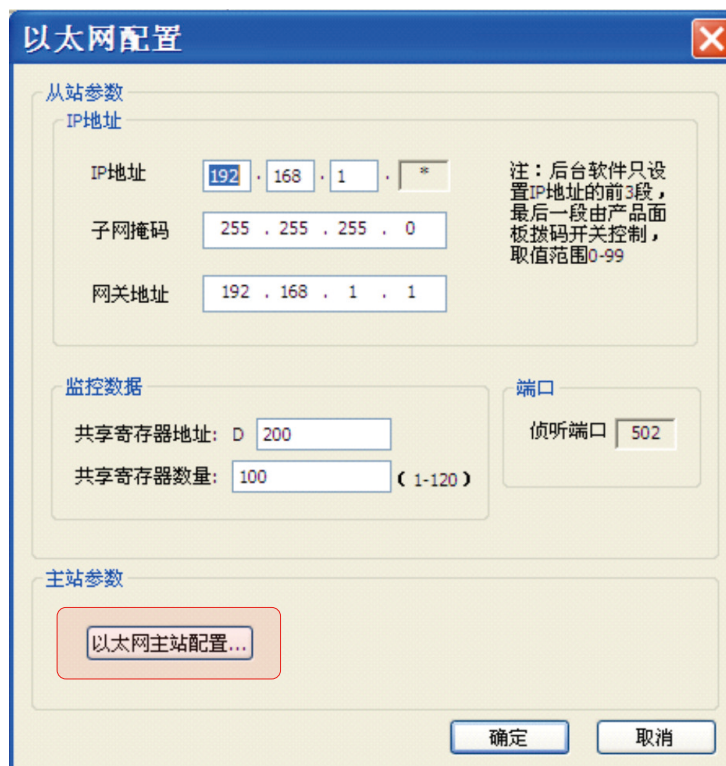 以太网配置
从站参数
IP地址
IP地址 192 . 168 . 1 . *
子网掩码 255 . 255 . 255 . 0
网关地址 192 . 168 . 1 . 1
注：后台软件只设
置IP地址的前3段，
最后一段由产品面
板拨码开关控制，
取值范围0-99
监控数据
共享寄存器地址: D 200
共享寄存器数量: 100 ( 1-120 )
端口
侦听端口 502
主站参数
以太网主站配置...
确定 取消